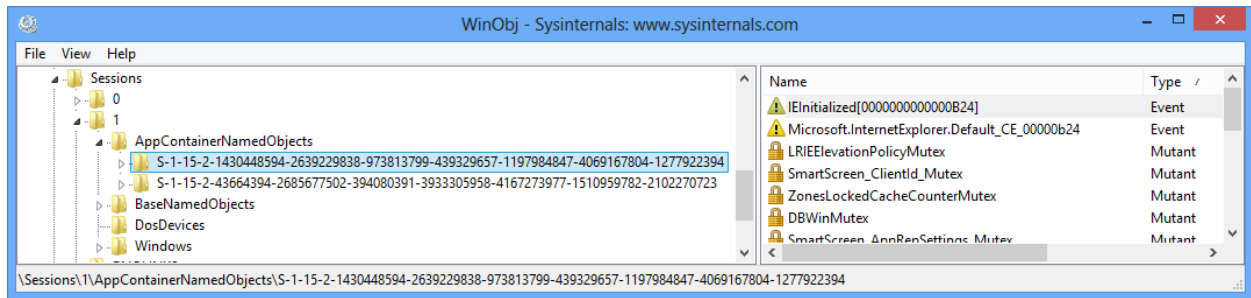 WinObj - Sysinternals: www.sysinternals.com
File View Help
Sessions
0
1
AppContainerNamedObjects
S-1-15-2-1430448594-2639229838-973813799-439329657-1197984847-4069167804-1277922394
S-1-15-2-43664394-2685677502-394080391-3933305958-4167273977-1510959782-2102270723
BaseNamedObjects
DosDevices
Windows
Name Type
IEInitialized[0000000000000B24] Event
Microsoft.InternetExplorer.Default_CE_00000b24 Event
LRIEElevationPolicyMutex Mutant
SmartScreen_ClientId_Mutex Mutant
ZonesLockedCacheCounterMutex Mutant
DBWinMutex Mutant
SmartScreen_AppRepSettings_Mutex Mutant
\Sessions\1\AppContainerNamedObjects\S-1-15-2-1430448594-2639229838-973813799-439329657-1197984847-4069167804-1277922394